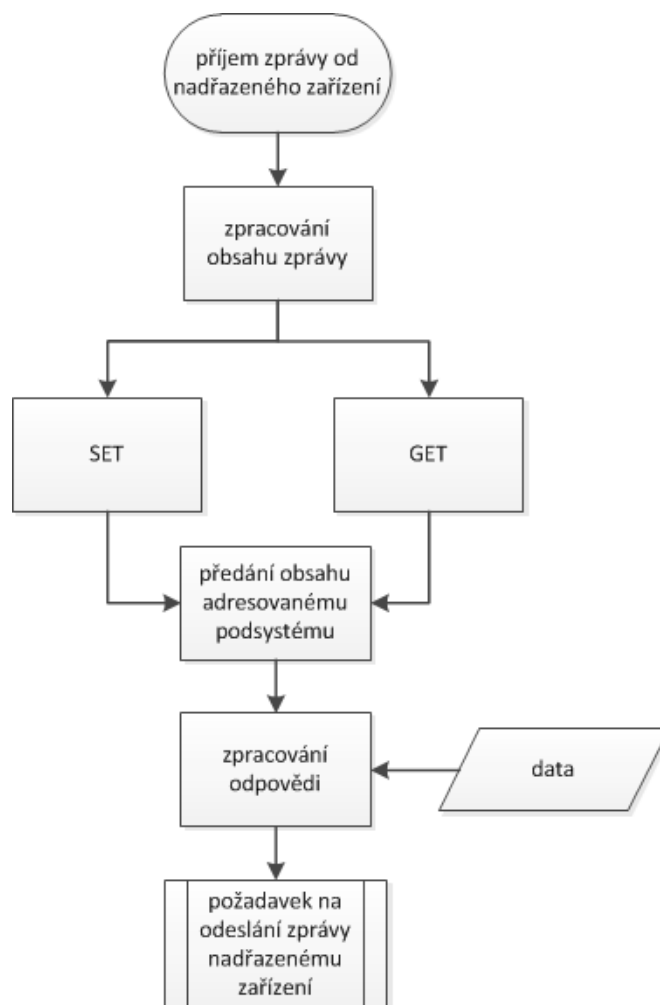 příjem zprávy od
nadřazeného zařízení
zpracování
obsahu zprávy
SET
GET
předání obsahu
adresovanému
podsystému
zpracování
odpovědi
data
požadavek na
odeslání zprávy
nadřazenému
zařízení